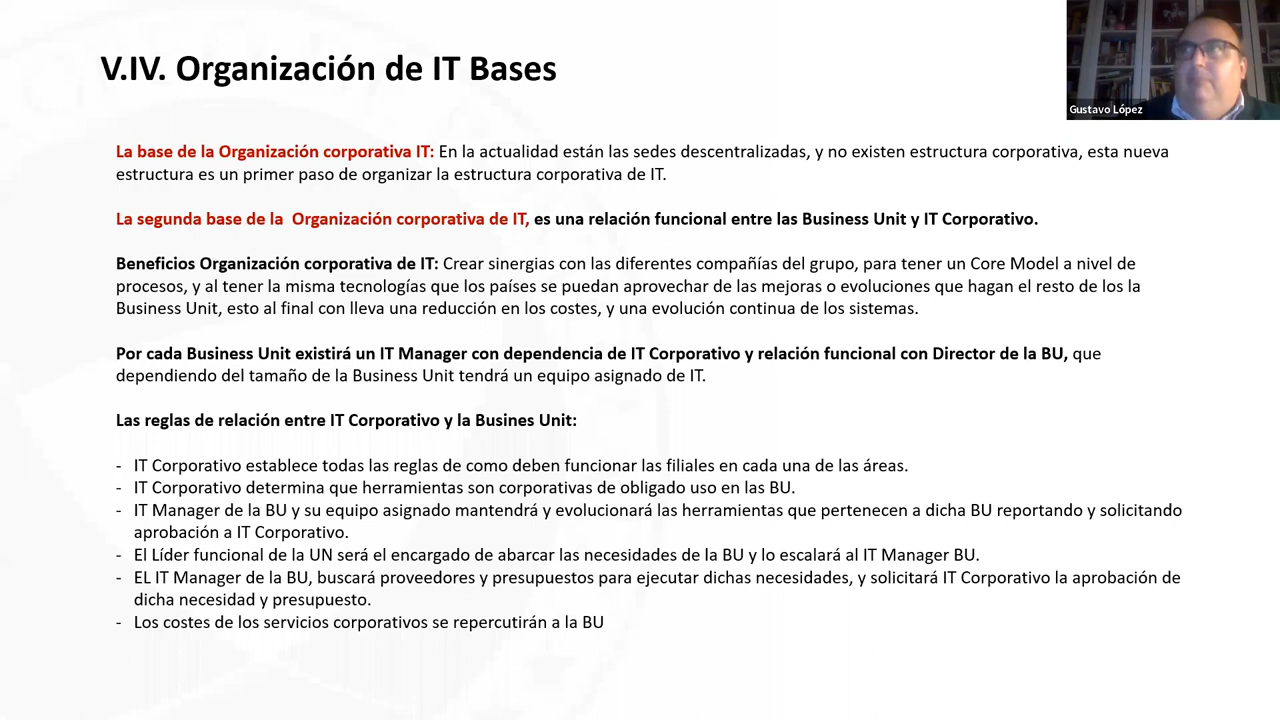 V.IV. Organización de IT Bases
Gustavo López
La base de la Organización corporativa IT: En la actualidad están las sedes descentralizadas, y no existen estructura corporativa, esta nueva
estructura es un primer paso de organizar la estructura corporativa de IT.
La segunda base de la  Organización corporativa de IT, es una relación funcional entre las Business Unit y IT Corporativo.
Beneficios Organización corporativa de IT: Crear sinergias con las diferentes compañías del grupo, para tener un Core Model a nivel de
procesos, y al tener la misma tecnologías que los países se puedan aprovechar de las mejoras o evoluciones que hagan el resto de los la
Business Unit, esto al final con lleva una reducción en los costes, y una evolución continua de los sistemas.
Por cada Business Unit existirá un IT Manager con dependencia de IT Corporativo y relación funcional con Director de la BU, que
dependiendo del tamaño de la Business Unit tendrá un equipo asignado de IT.
Las reglas de relación entre IT Corporativo y la Busines Unit:
- IT Corporativo establece todas las reglas de como deben funcionar las filiales en cada una de las áreas.
- IT Corporativo determina que herramientas son corporativas de obligado uso en las BU.
- IT Manager de la BU y su equipo asignado mantendrá y evolucionará las herramientas que pertenecen a dicha BU reportando y solicitando
aprobación a IT Corporativo.
- El Líder funcional de la UN será el encargado de abarcar las necesidades de la BU y lo escalará al IT Manager BU.
- EL IT Manager de la BU, buscará proveedores y presupuestos para ejecutar dichas necesidades, y solicitará IT Corporativo la aprobación de
dicha necesidad y presupuesto.
- Los costes de los servicios corporativos se repercutirán a la BU